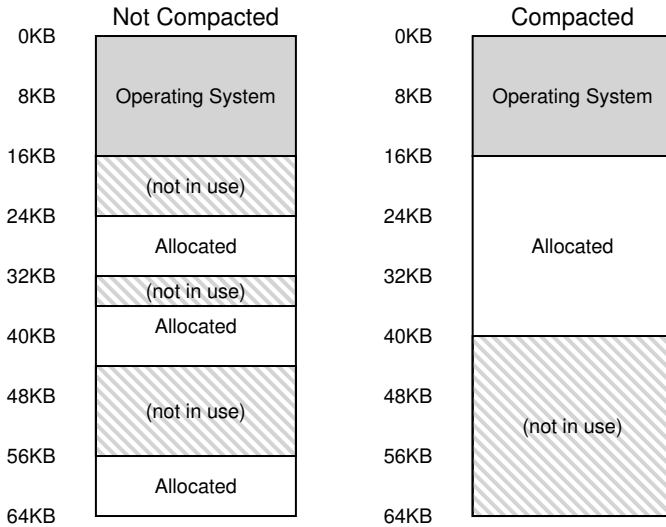 Not Compacted
0KB
8KB
Operating System
16KB
(not in use)
24KB
Allocated
32KB
(not in use)
Allocated
40KB
48KB
(not in use)
56KB
Allocated
64KB
Compacted
0KB
8KB
Operating System
16KB
24KB
Allocated
32KB
40KB
48KB
(not in use)
56KB
64KB